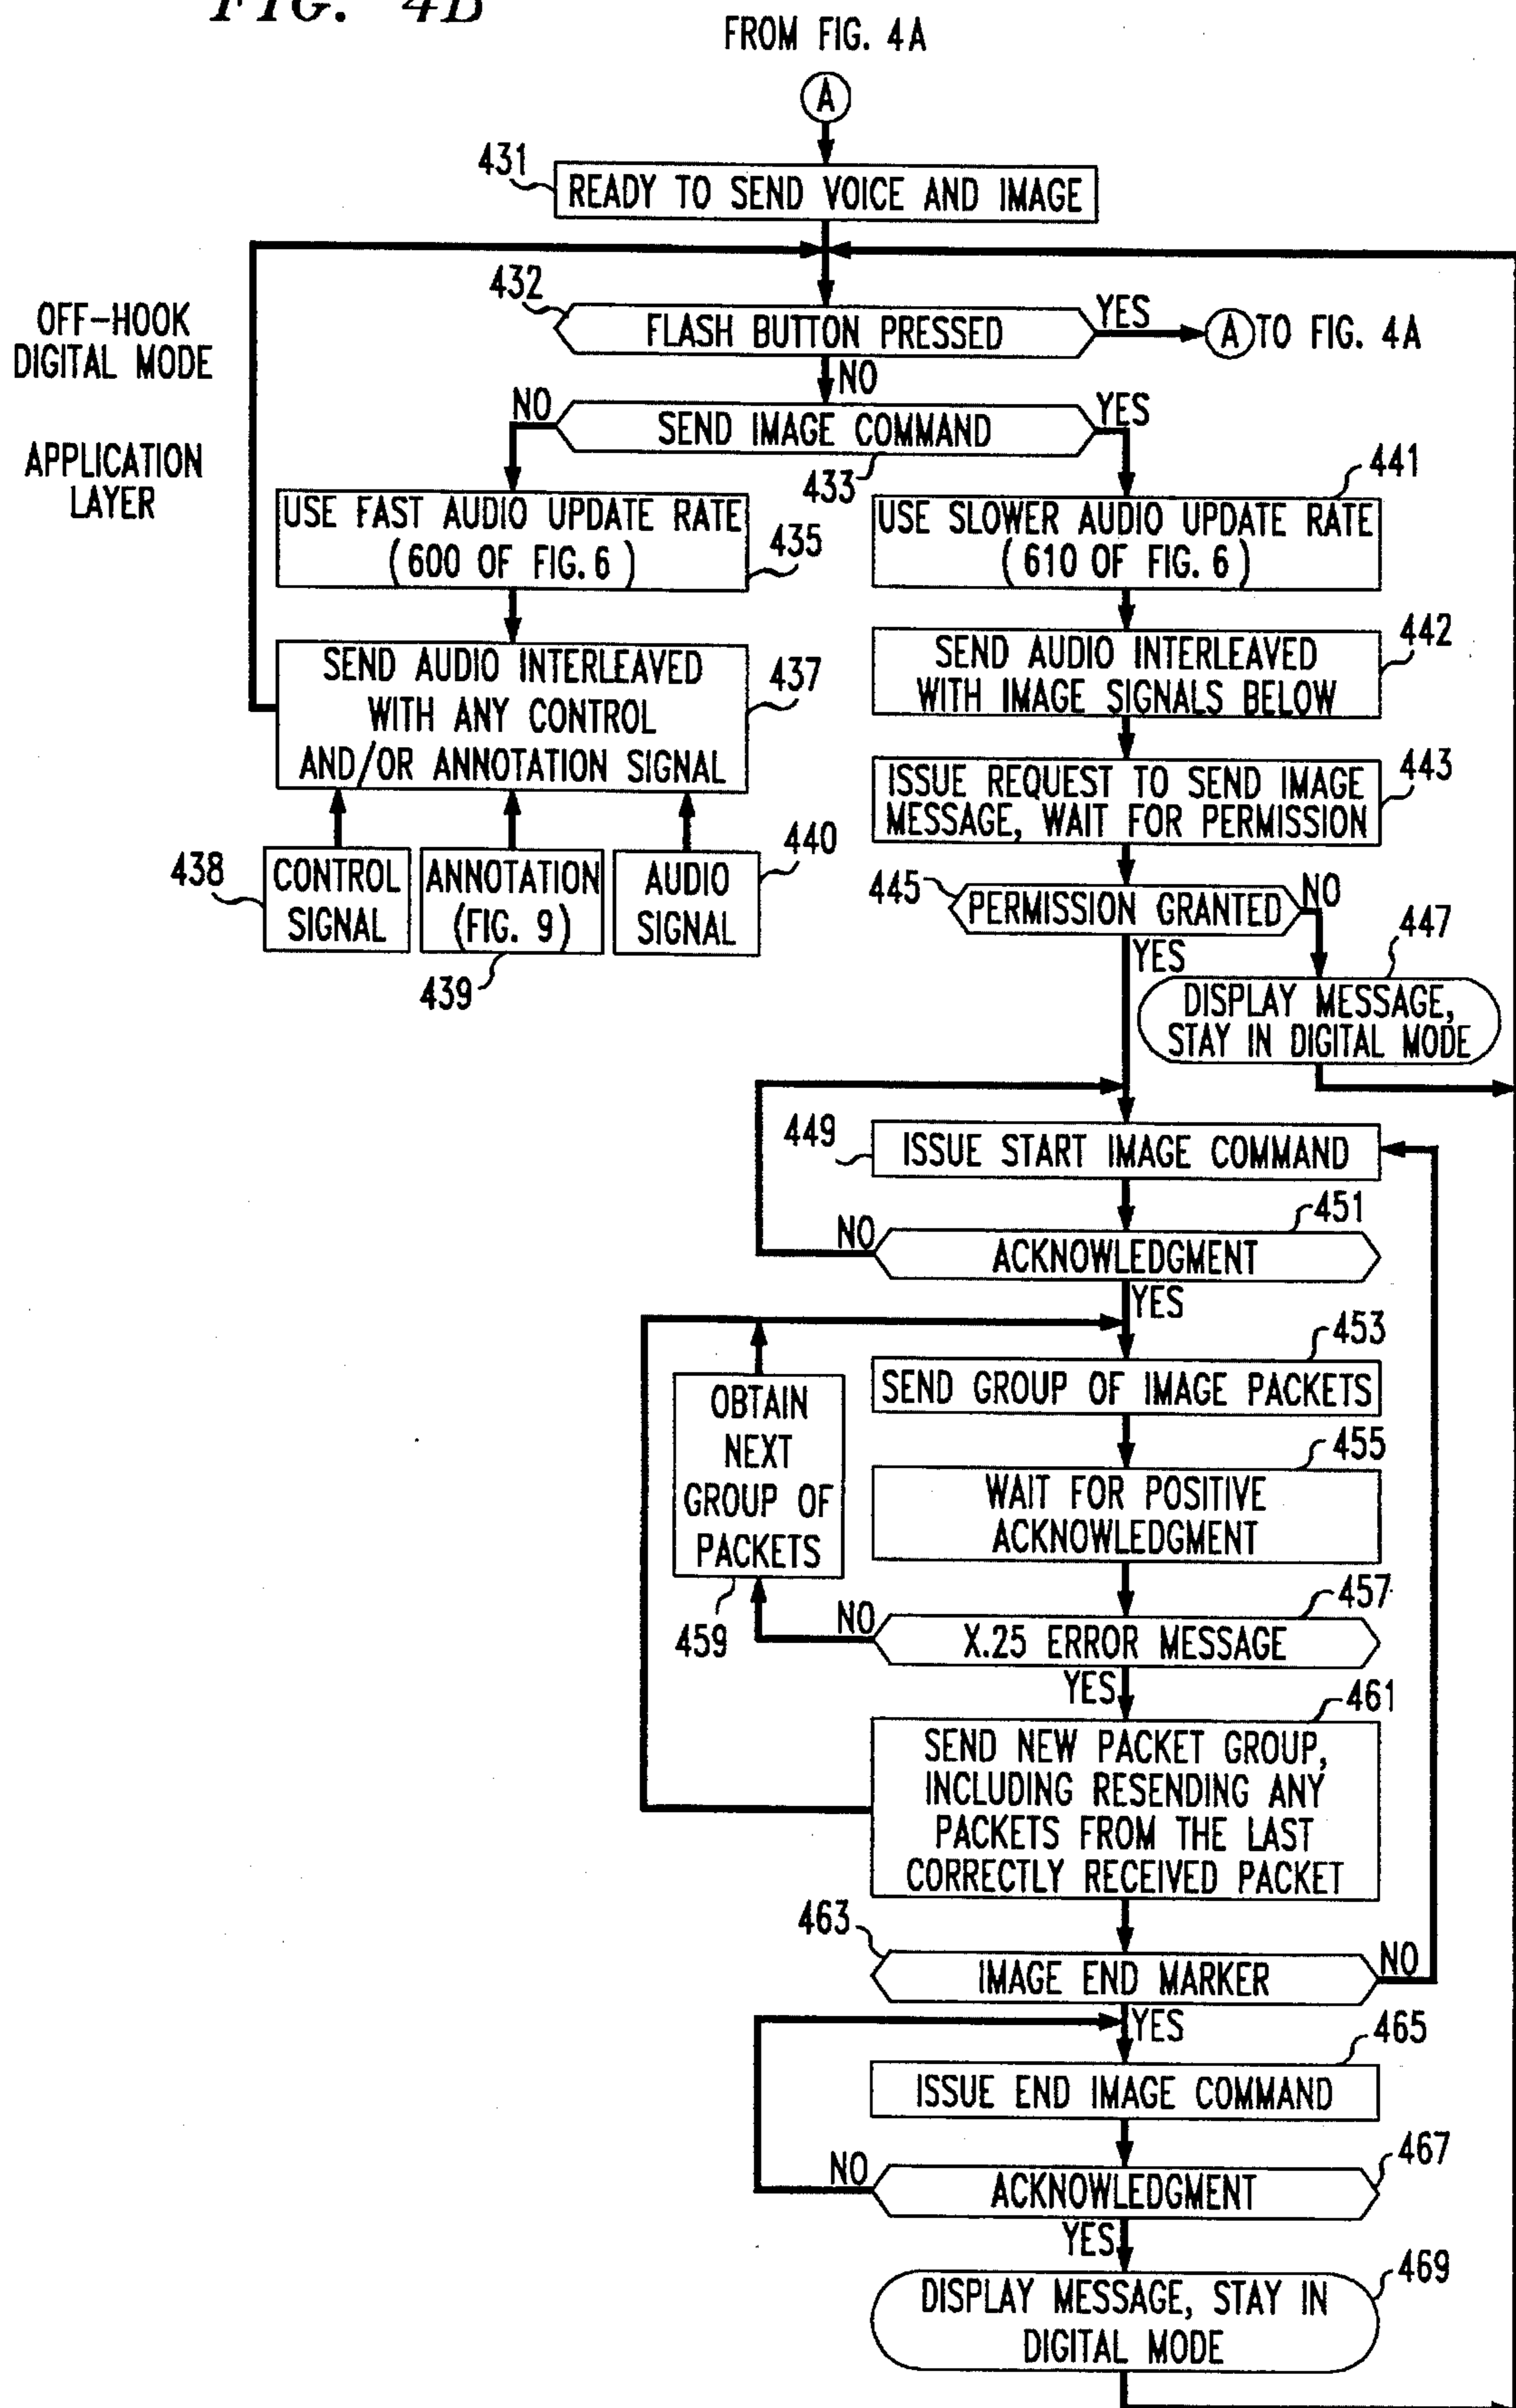 FIG. 4B
FROM FIG. 4A
A
431
READY TO SEND VOICE AND IMAGE
OFF-HOOK
DIGITAL MODE
APPLICATION
LAYER
432
FLASH BUTTON PRESSED
YES
A TO FIG. 4A
NO
NO
SEND IMAGE COMMAND
YES
433
441
USE FAST AUDIO UPDATE RATE
(600 OF FIG. 6)
435
USE SLOWER AUDIO UPDATE RATE
(610 OF FIG. 6)
SEND AUDIO INTERLEAVED
WITH ANY CONTROL
AND/OR ANNOTATION SIGNAL
437
SEND AUDIO INTERLEAVED
WITH IMAGE SIGNALS BELOW
442
ISSUE REQUEST TO SEND IMAGE
MESSAGE, WAIT FOR PERMISSION
443
438
CONTROL
SIGNAL
ANNOTATION
(FIG. 9)
439
AUDIO
SIGNAL
440
445
PERMISSION GRANTED
NO
YES
447
DISPLAY MESSAGE,
STAY IN DIGITAL MODE
449
ISSUE START IMAGE COMMAND
451
NO
ACKNOWLEDGMENT
YES
453
SEND GROUP OF IMAGE PACKETS
OBTAIN
NEXT
GROUP OF
PACKETS
459
455
WAIT FOR POSITIVE
ACKNOWLEDGMENT
457
NO
X.25 ERROR MESSAGE
YES
461
SEND NEW PACKET GROUP,
INCLUDING RESENDING ANY
PACKETS FROM THE LAST
CORRECTLY RECEIVED PACKET
463
IMAGE END MARKER
NO
YES
465
ISSUE END IMAGE COMMAND
467
NO
ACKNOWLEDGMENT
YES
469
DISPLAY MESSAGE, STAY IN
DIGITAL MODE